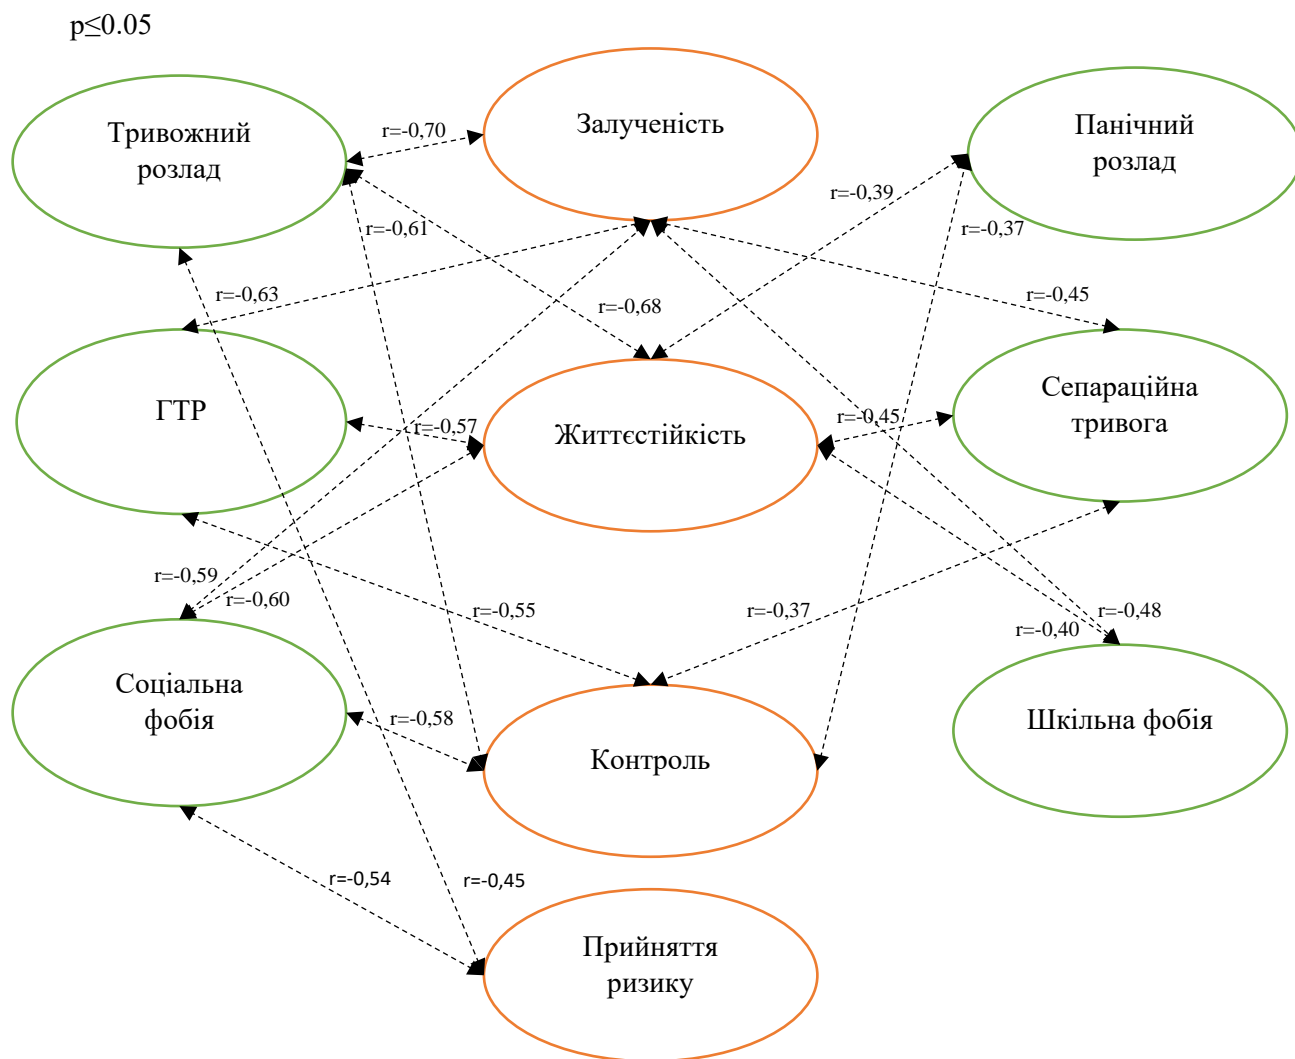 p≤0.05
Тривожний
розлад
r=-0,70
Залученість
Панічний
розлад
r=-0,39
r=-0,61
r=-0,37
r=-0,63
r=-0,68
r=-0,45
ГТР
r=-0,57
Життєстійкість
r=-0,45
Сепараційна
тривога
r=-0,59
r=-0,60
r=-0,55
r=-0,37
r=-0,48
r=-0,40
Соціальна
фобія
r=-0,58
Контроль
Шкільна фобія
r=-0,54
r=-0,45
Прийняття
ризику